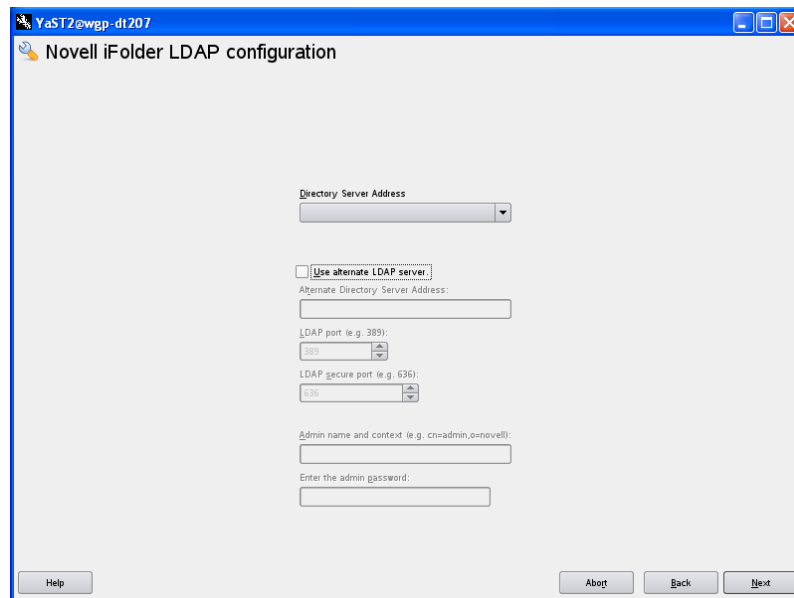 YaST2@wgp-dt207
Novell iFolder LDAP configuration
Directory Server Address
Use alternate LDAP server.
Alternate Directory Server Address:
LDAP port (e.g. 389):
389
LDAP secure port (e.g. 636):
636
Admin name and context (e.g. cn=admin,o=novell):
Enter the admin password:
Help Abort Back Next